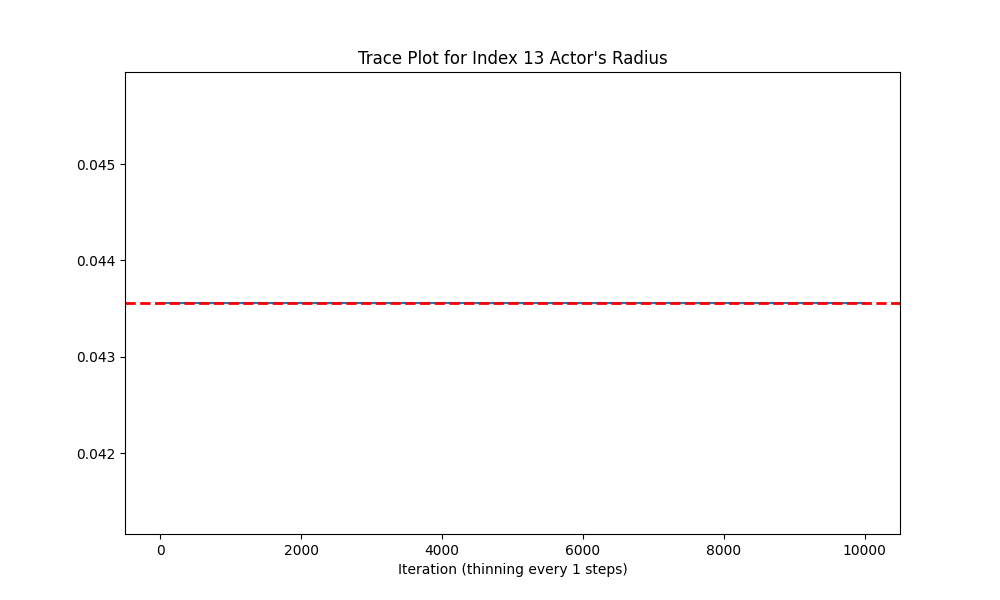 Trace Plot for Index 13 Actor's Radius
0.045
0.044
0.043
0.042
0 2000 4000 6000 8000 10000
Iteration (thinning every 1 steps)